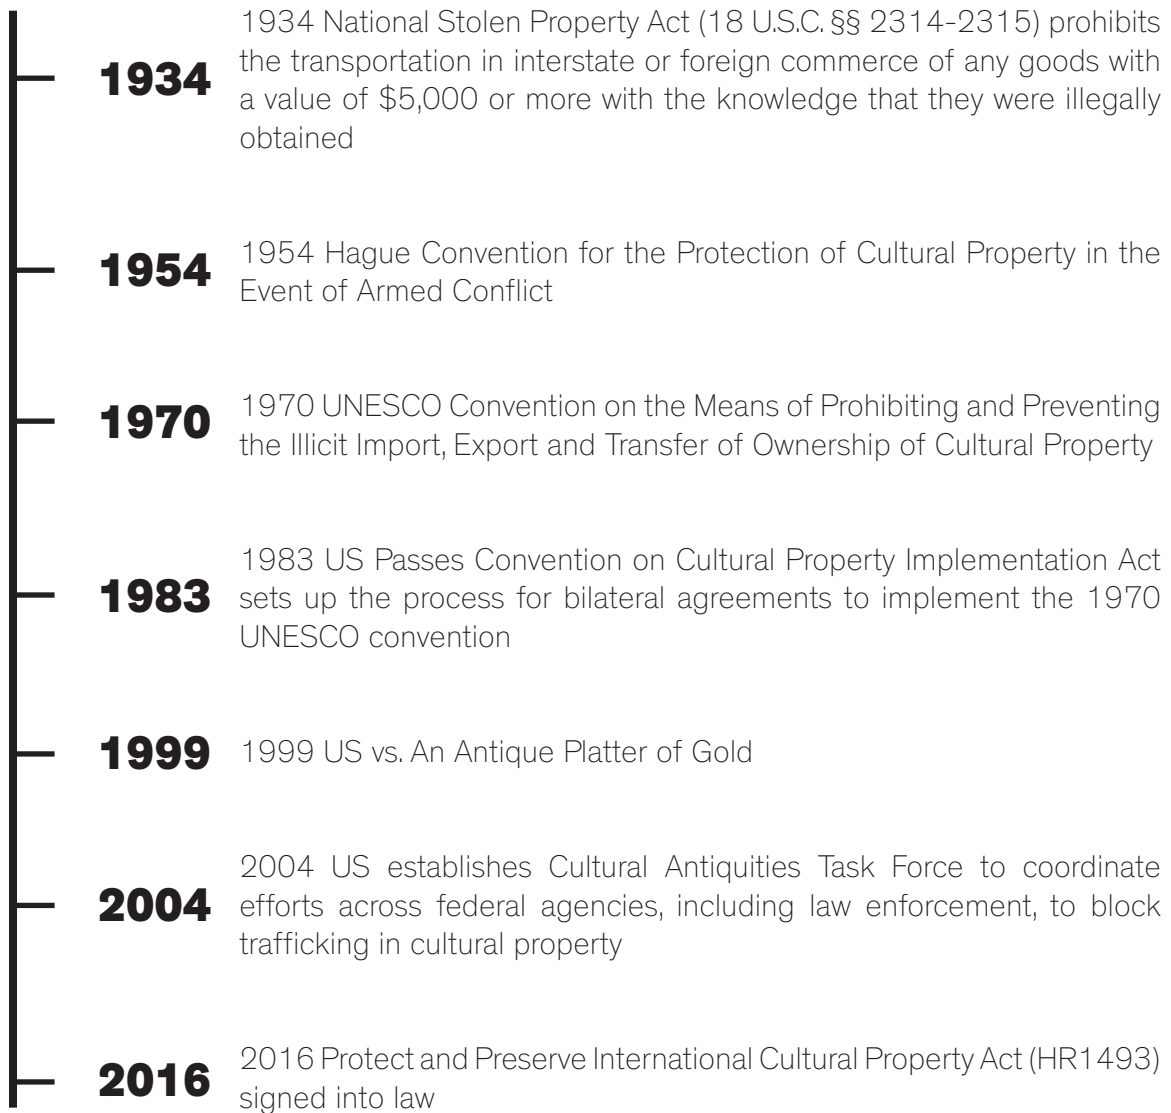 1934
1934 National Stolen Property Act (18 U.S.C. §§ 2314-2315) prohibits
the transportation in interstate or foreign commerce of any goods with
a value of $5,000 or more with the knowledge that they were illegally
obtained
1954
1954 Hague Convention for the Protection of Cultural Property in the
Event of Armed Conflict
1970
1970 UNESCO Convention on the Means of Prohibiting and Preventing
the Illicit Import, Export and Transfer of Ownership of Cultural Property
1983
1983 US Passes Convention on Cultural Property Implementation Act
sets up the process for bilateral agreements to implement the 1970
UNESCO convention
1999
1999 US vs. An Antique Platter of Gold
2004
2004 US establishes Cultural Antiquities Task Force to coordinate
efforts across federal agencies, including law enforcement, to block
trafficking in cultural property
2016
2016 Protect and Preserve International Cultural Property Act (HR1493)
signed into law